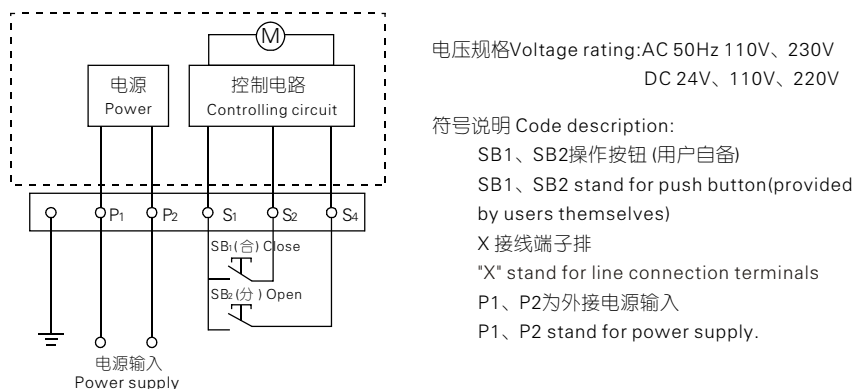 M
电源
Power
控制电路
Controlling circuit
P1 P2 S1 S2 S4
SB1(合) Close
SB2(分 ) Open
电源输入
Power supply
电压规格Voltage rating:AC 50Hz 110V、230V
DC 24V、110V、220V
符号说明 Code description:
SB1、SB2操作按钮 (用户自备)
SB1、SB2 stand for push button(provided
by users themselves)
X 接线端子排
"X" stand for line connection terminals
P1、P2为外接电源输入
P1、P2 stand for power supply.